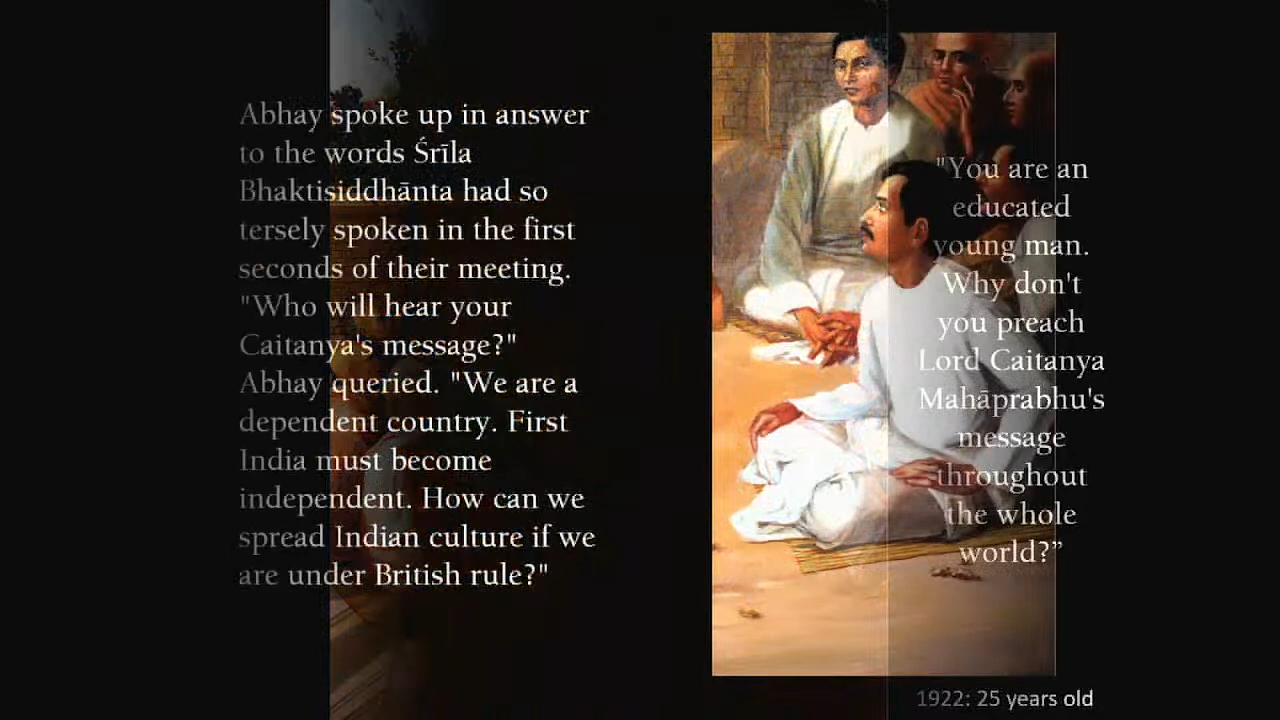 Abhay spoke up in answer
to the words Śrīla
Bhaktisiddhānta had so
tersely spoken in the first
seconds of their meeting.
"Who will hear your
Caitanya's message?"
Abhay queried. "We are a
dependent country. First
India must become
independent. How can we
spread Indian culture if we
are under British rule?"
"You are an
educated
young man.
Why don't
you preach
Lord Caitanya
Mahāprabhu's
message
throughout
the whole
world?”
1922: 25 years old